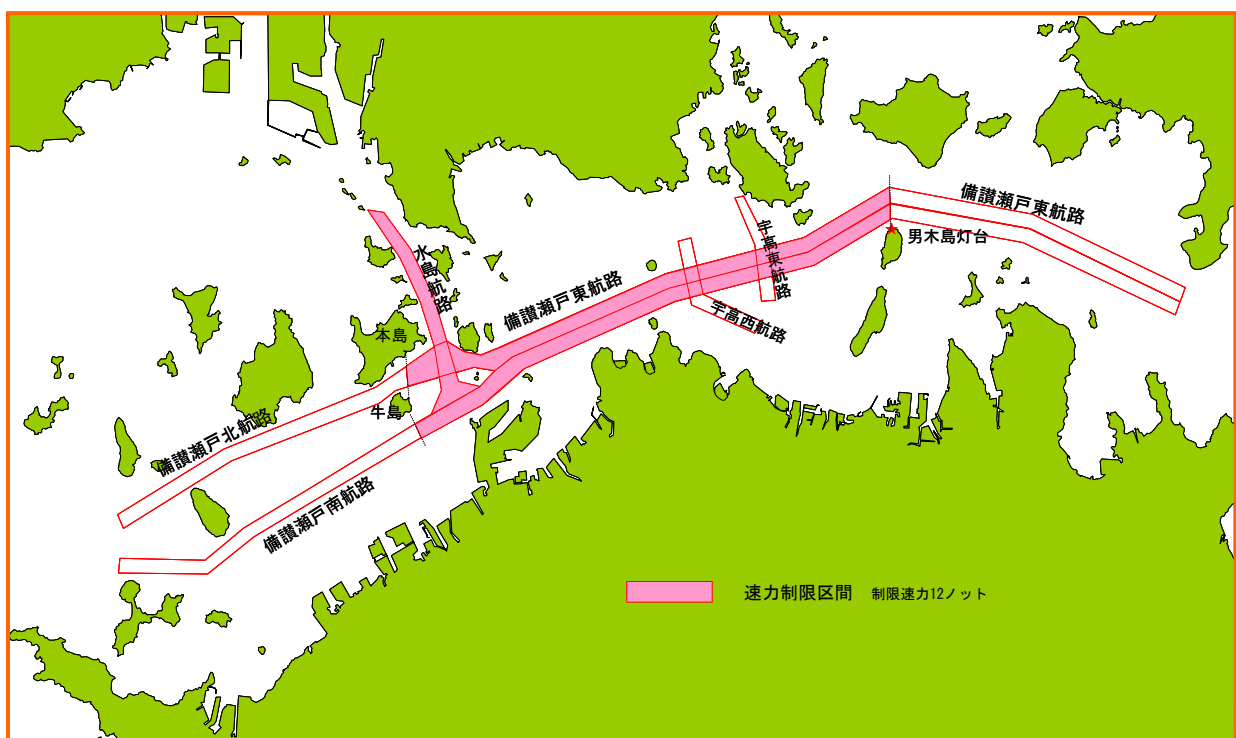 備讃瀬戸東航路
男木島灯台
宇高東航路
水島航路
備讃瀬戸東航路
宇高西航路
本島
牛島
備讃瀬戸北航路
備讃瀬戸南航路
速力制限区間 制限速力12ノット